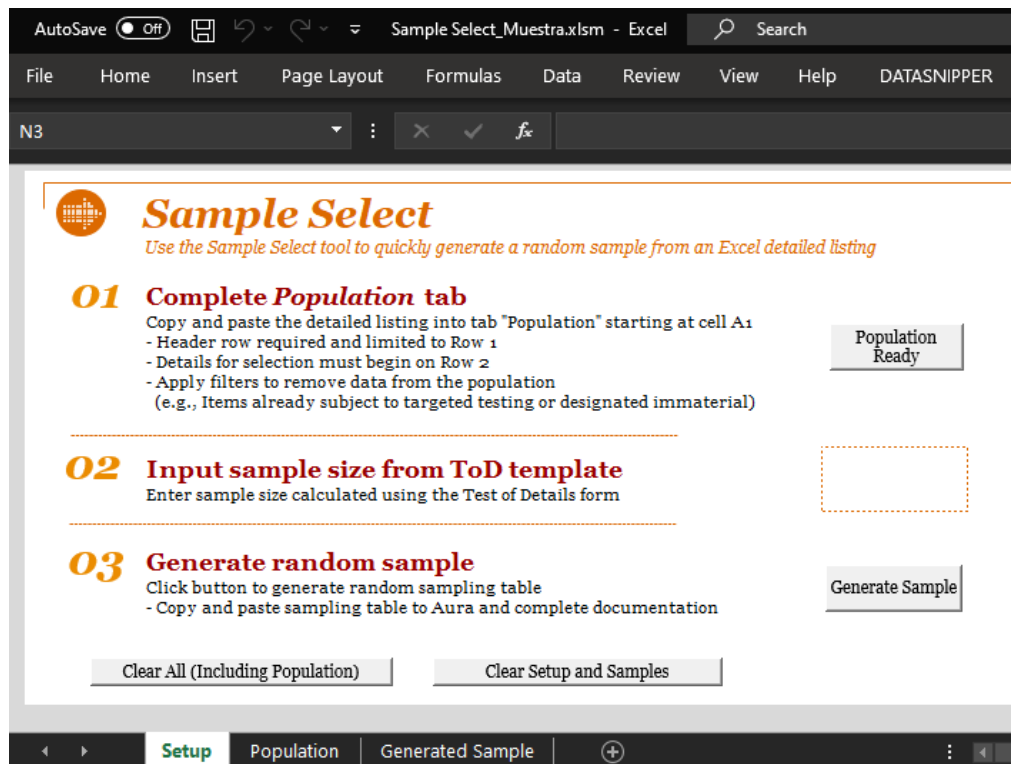 AutoSave Off Sample Select_Muestra.xlsm - Excel Search
File Home Insert Page Layout Formulas Data Review View Help DATASNIPPER
N3 fx
Sample Select
Use the Sample Select tool to quickly generate a random sample from an Excel detailed listing
01 Complete Population tab
Copy and paste the detailed listing into tab "Population" starting at cell A1
- Header row required and limited to Row 1
- Details for selection must begin on Row 2
- Apply filters to remove data from the population
(e.g., Items already subject to targeted testing or designated immaterial)
Population
Ready
02 Input sample size from ToD template
Enter sample size calculated using the Test of Details form
03 Generate random sample
Click button to generate random sampling table
- Copy and paste sampling table to Aura and complete documentation
Generate Sample
Clear All (Including Population) Clear Setup and Samples
Setup Population Generated Sample